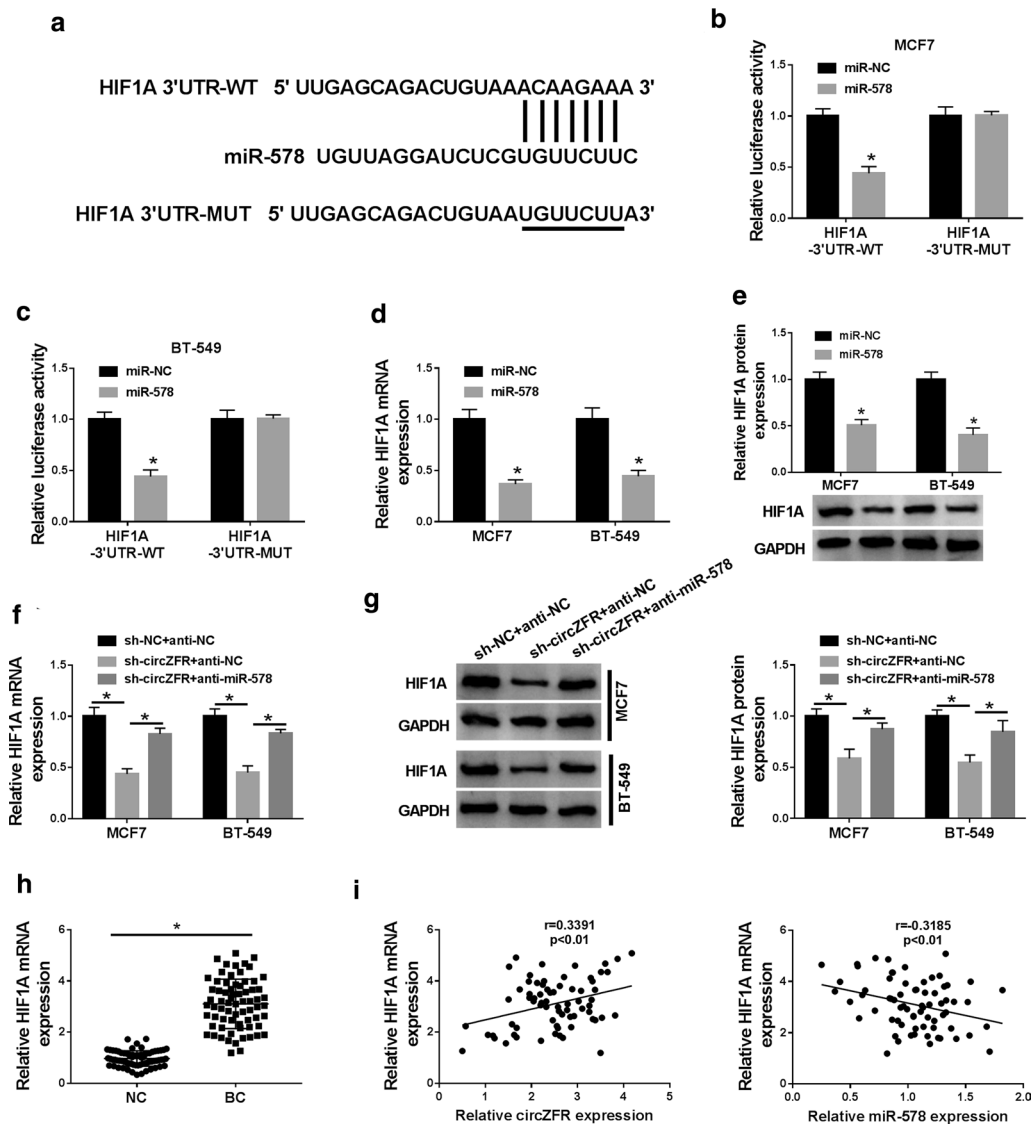 a
HIF1A 3'UTR-WT 5' UUGAGCAGACUGUAAACAAGAAA 3'
miR-578 UGUUAGGAUCUCGUGUUCUUC
HIF1A 3'UTR-MUT 5' UUGAGCAGACUGUAAUGUUCUUA3'
b
MCF7
Relative luciferase activity
1.5
1.0
0.5
0.0
miR-NC
miR-578
*
HIF1A
-3'UTR-WT
HIF1A
-3'UTR-MUT
c
BT-549
Relative luciferase activity
1.5
1.0
0.5
0.0
miR-NC
miR-578
*
HIF1A
-3'UTR-WT
HIF1A
-3'UTR-MUT
d
Relative HIF1A mRNA
expression
1.5
1.0
0.5
0.0
miR-NC
miR-578
*
*
MCF7
BT-549
e
Relative HIF1A protein
expression
1.5
1.0
0.5
0.0
miR-NC
miR-578
*
*
MCF7
BT-549
HIF1A
GAPDH
f
Relative HIF1A mRNA
expression
1.5
1.0
0.5
0.0
sh-NC+anti-NC
sh-circZFR+anti-NC
sh-circZFR+anti-miR-578
*
*
*
*
MCF7
BT-549
g
sh-NC+anti-NC
sh-circZFR+anti-NC
sh-circZFR+anti-miR-578
HIF1A
GAPDH
MCF7
HIF1A
GAPDH
BT-549
Relative HIF1A protein
expression
1.5
1.0
0.5
0.0
sh-NC+anti-NC
sh-circZFR+anti-NC
sh-circZFR+anti-miR-578
*
*
*
*
MCF7
BT-549
h
Relative HIF1A mRNA
expression
6
4
2
0
*
NC
BC
i
Relative HIF1A mRNA
expression
6
4
2
0
r=0.3391
p<0.01
0
1
2
3
4
5
Relative circZFR expression
Relative HIF1A mRNA
expression
6
4
2
0
r=-0.3185
p<0.01
0.0
0.5
1.0
1.5
2.0
Relative miR-578 expression